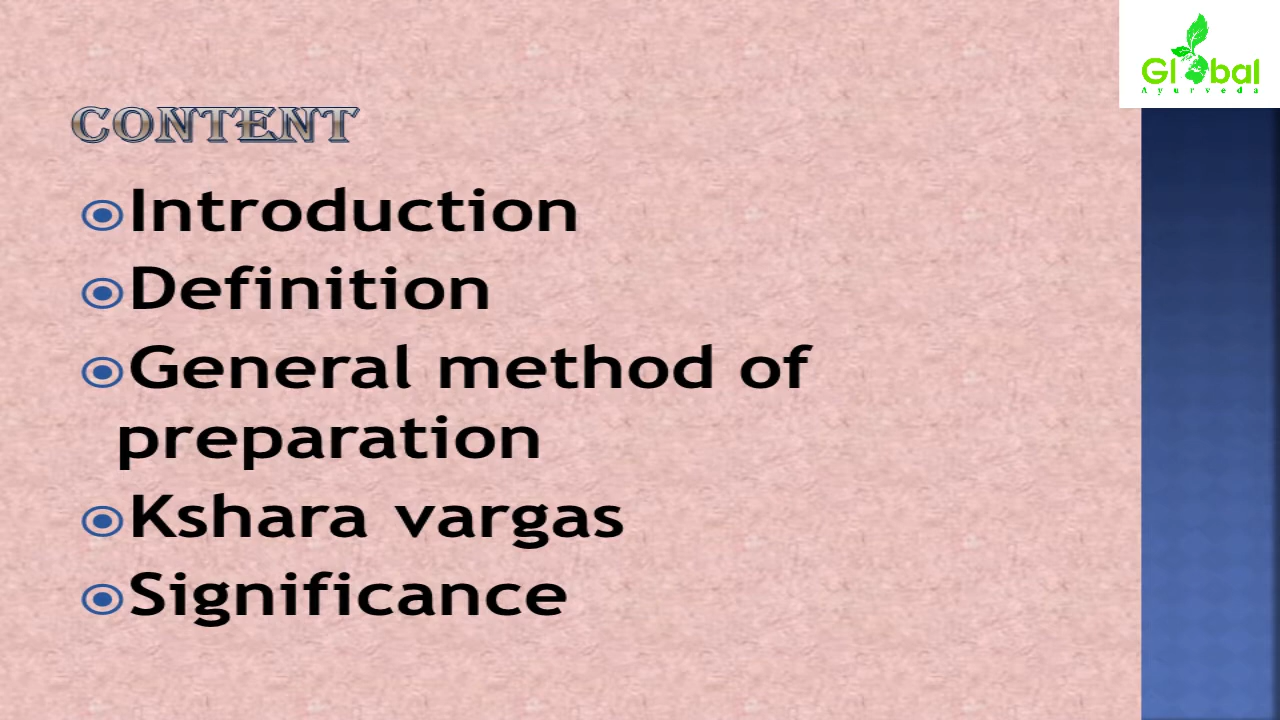 Global
Ayurveda
CONTENT
Introduction
Definition
General method of
preparation
Kshara vargas
Significance